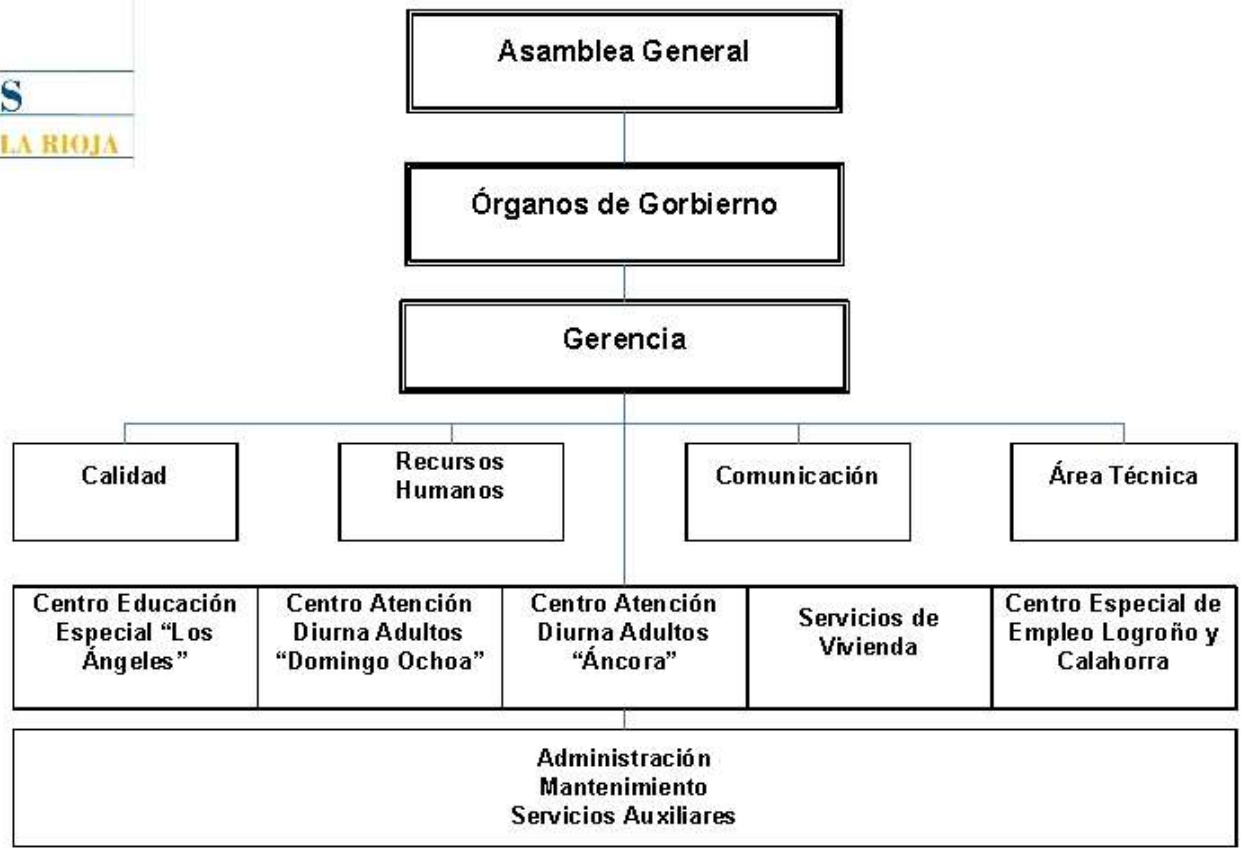 S
LA RIOJA
Asamblea General
Órganos de Gorbierno
Gerencia
Calidad
Recursos
Humanos
Comunicación
Área Técnica
Centro Educación
Especial “Los
Ángeles”
Centro Atención
Diurna Adultos
“Domingo Ochoa”
Centro Atención
Diurna Adultos
“Áncora”
Servicios de
Vivienda
Centro Especial de
Empleo Logroño y
Calahorra
Administración
Mantenimiento
Servicios Auxiliares